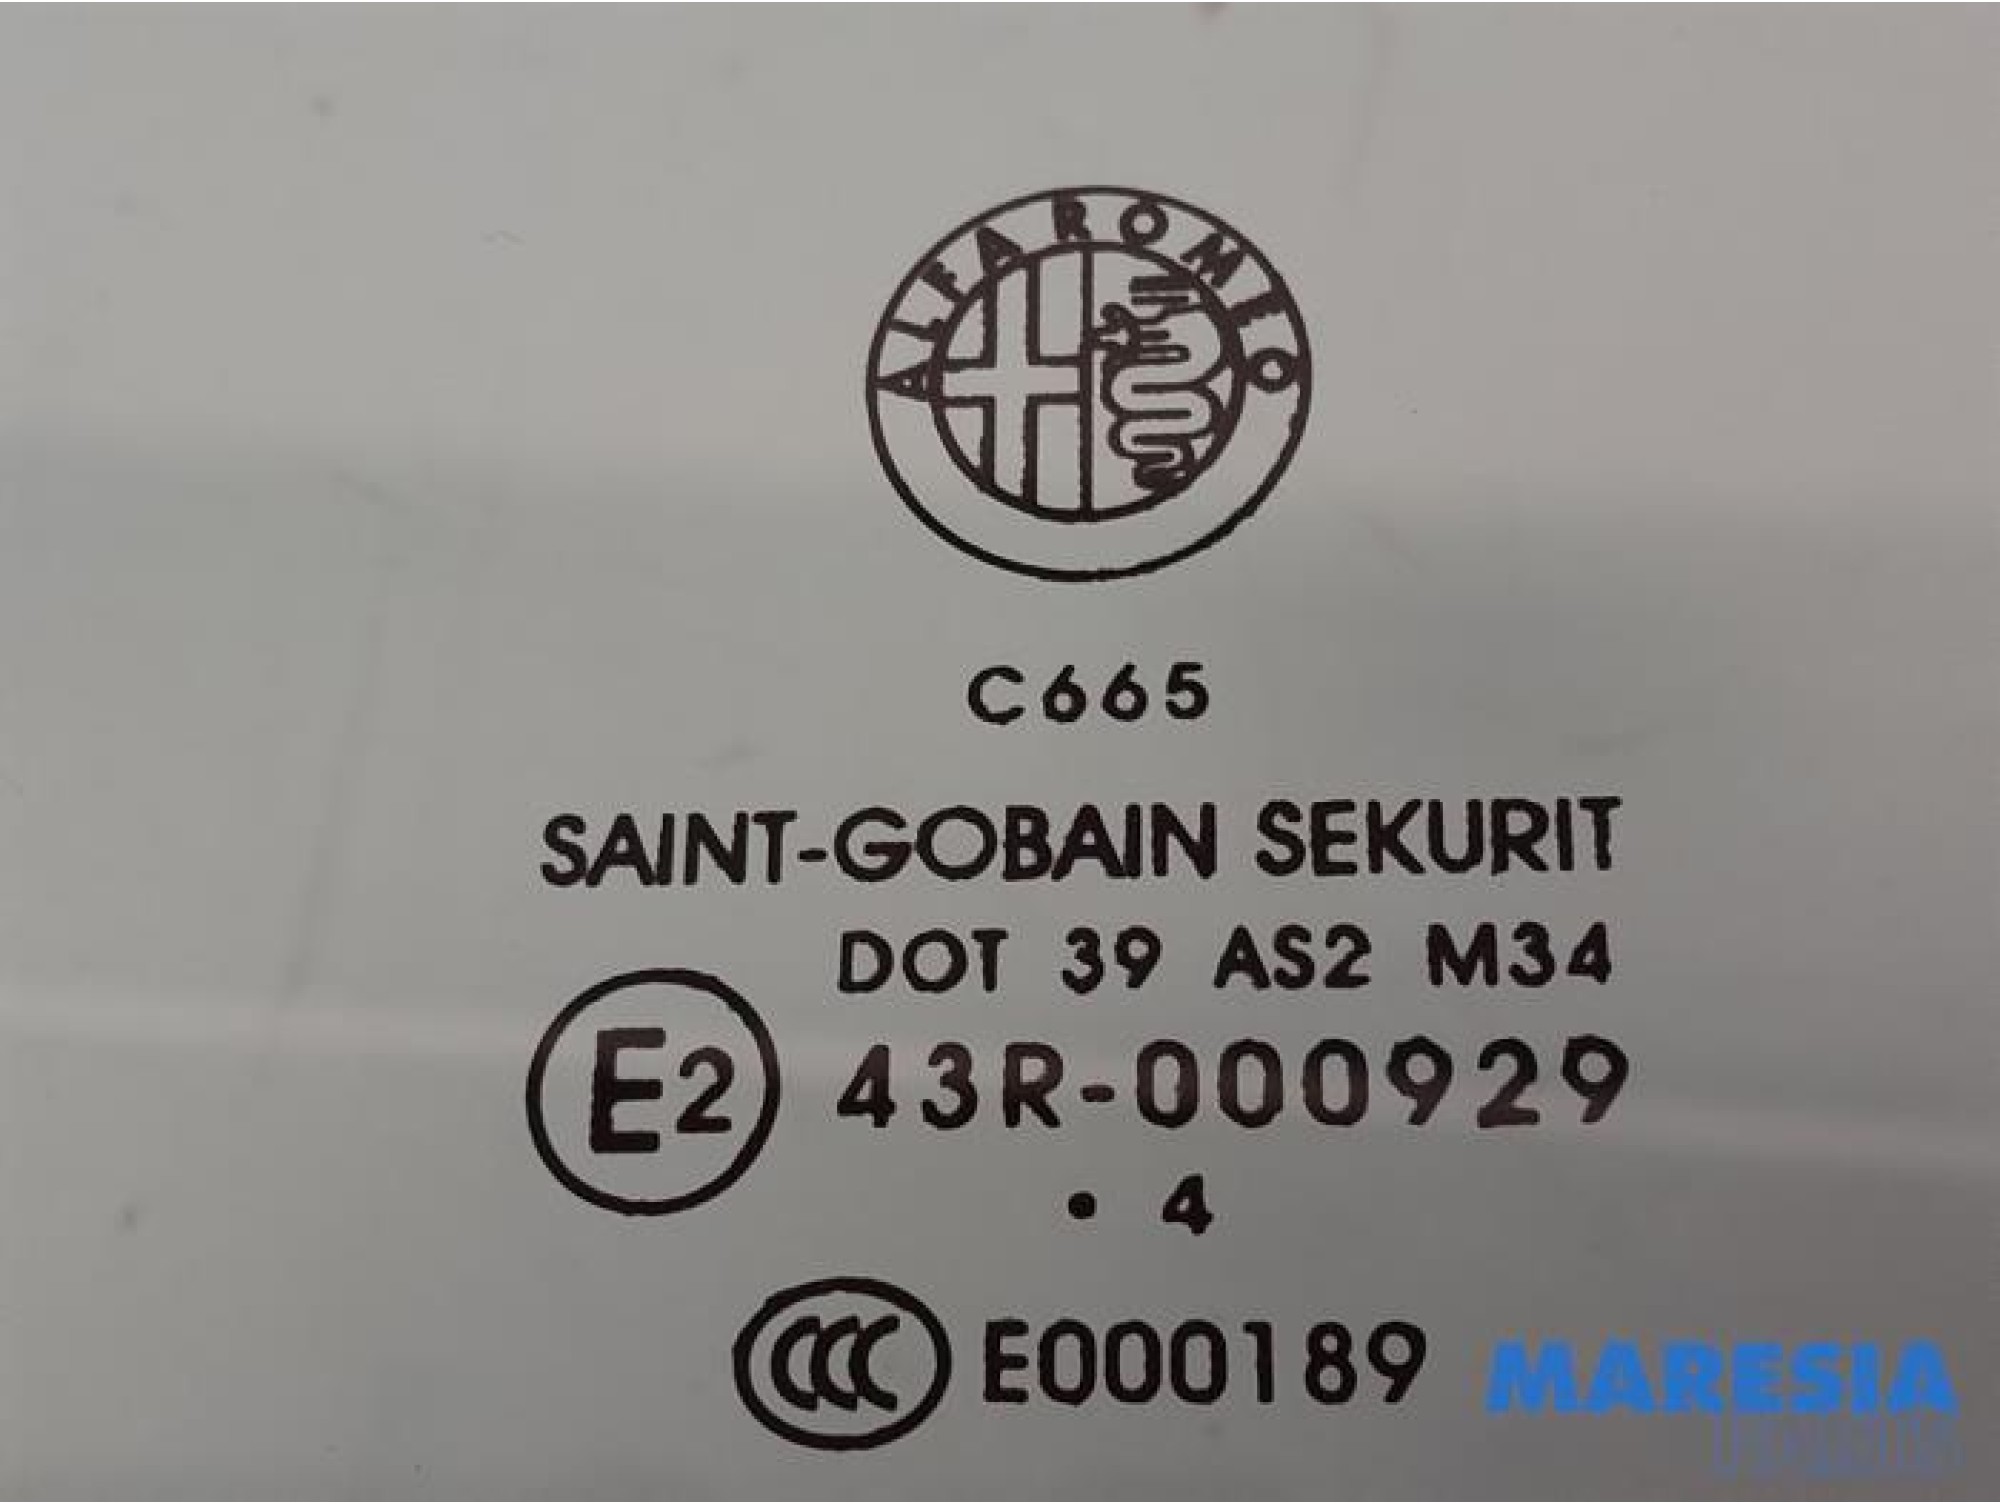 ALFA ROMEO
C665
SAINT-GOBAIN SEKURIT
DOT 39 AS2 M34
E2 43R-000929
• 4
CCC E000189
MARESIA